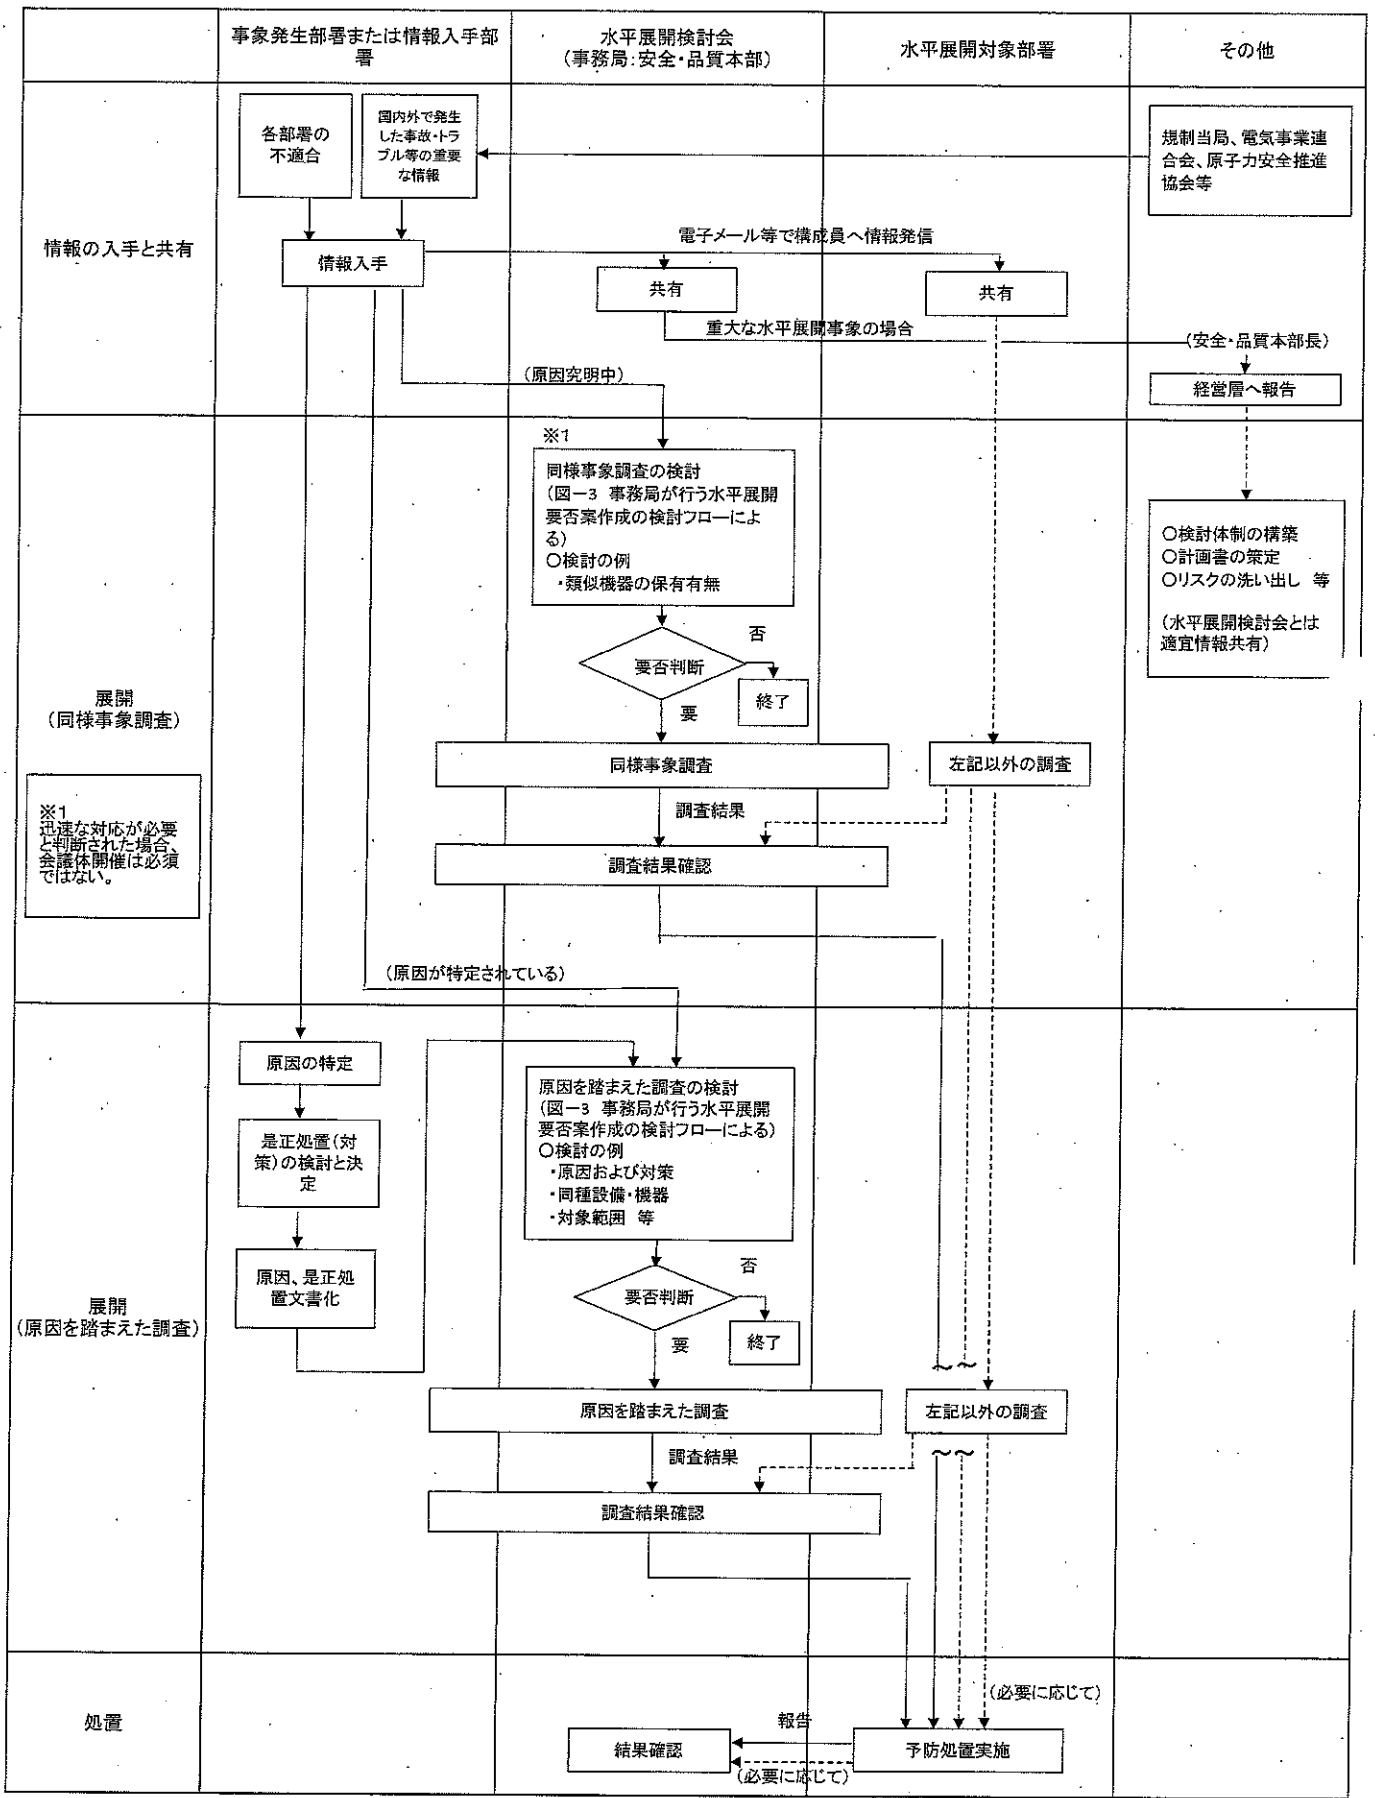 事象発生部署または情報入手部
署
水平展開検討会
(事務局:安全・品質本部)
水平展開対象部署
その他
情報の入手と共有
各部署の
不適合
国内外で発生
した事故・トラ
ブル等の重要
な情報
規制当局、電気事業連
合会、原子力安全推進
協会等
情報入手
電子メール等で構成員へ情報発信
共有
共有
重大な水平展開事象の場合
(安全・品質本部長)
経営層へ報告
(原因究明中)
展開
(同様事象調査)
※1
迅速な対応が必要
と判断された場合、
会議体開催は必須
ではない。
※1
同様事象調査の検討
(図ー3 事務局が行う水平展開
要否案作成の検討フローによ
る)
○検討の例
・類似機器の保有有無
要否判断
否
終了
要
○検討体制の構築
○計画書の策定
○リスクの洗い出し 等
(水平展開検討会とは
適宜情報共有)
同様事象調査
左記以外の調査
調査結果
調査結果確認
(原因が特定されている)
展開
(原因を踏まえた調査)
原因の特定
是正処置(対
策)の検討と決
定
原因、是正処
置文書化
原因を踏まえた調査の検討
(図ー3 事務局が行う水平展開
要否案作成の検討フローによる)
○検討の例
・原因および対策
・同種設備・機器
・対象範囲 等
要否判断
否
終了
要
原因を踏まえた調査
左記以外の調査
調査結果
調査結果確認
処置
(必要に応じて)
報告
結果確認
予防処置実施
(必要に応じて)